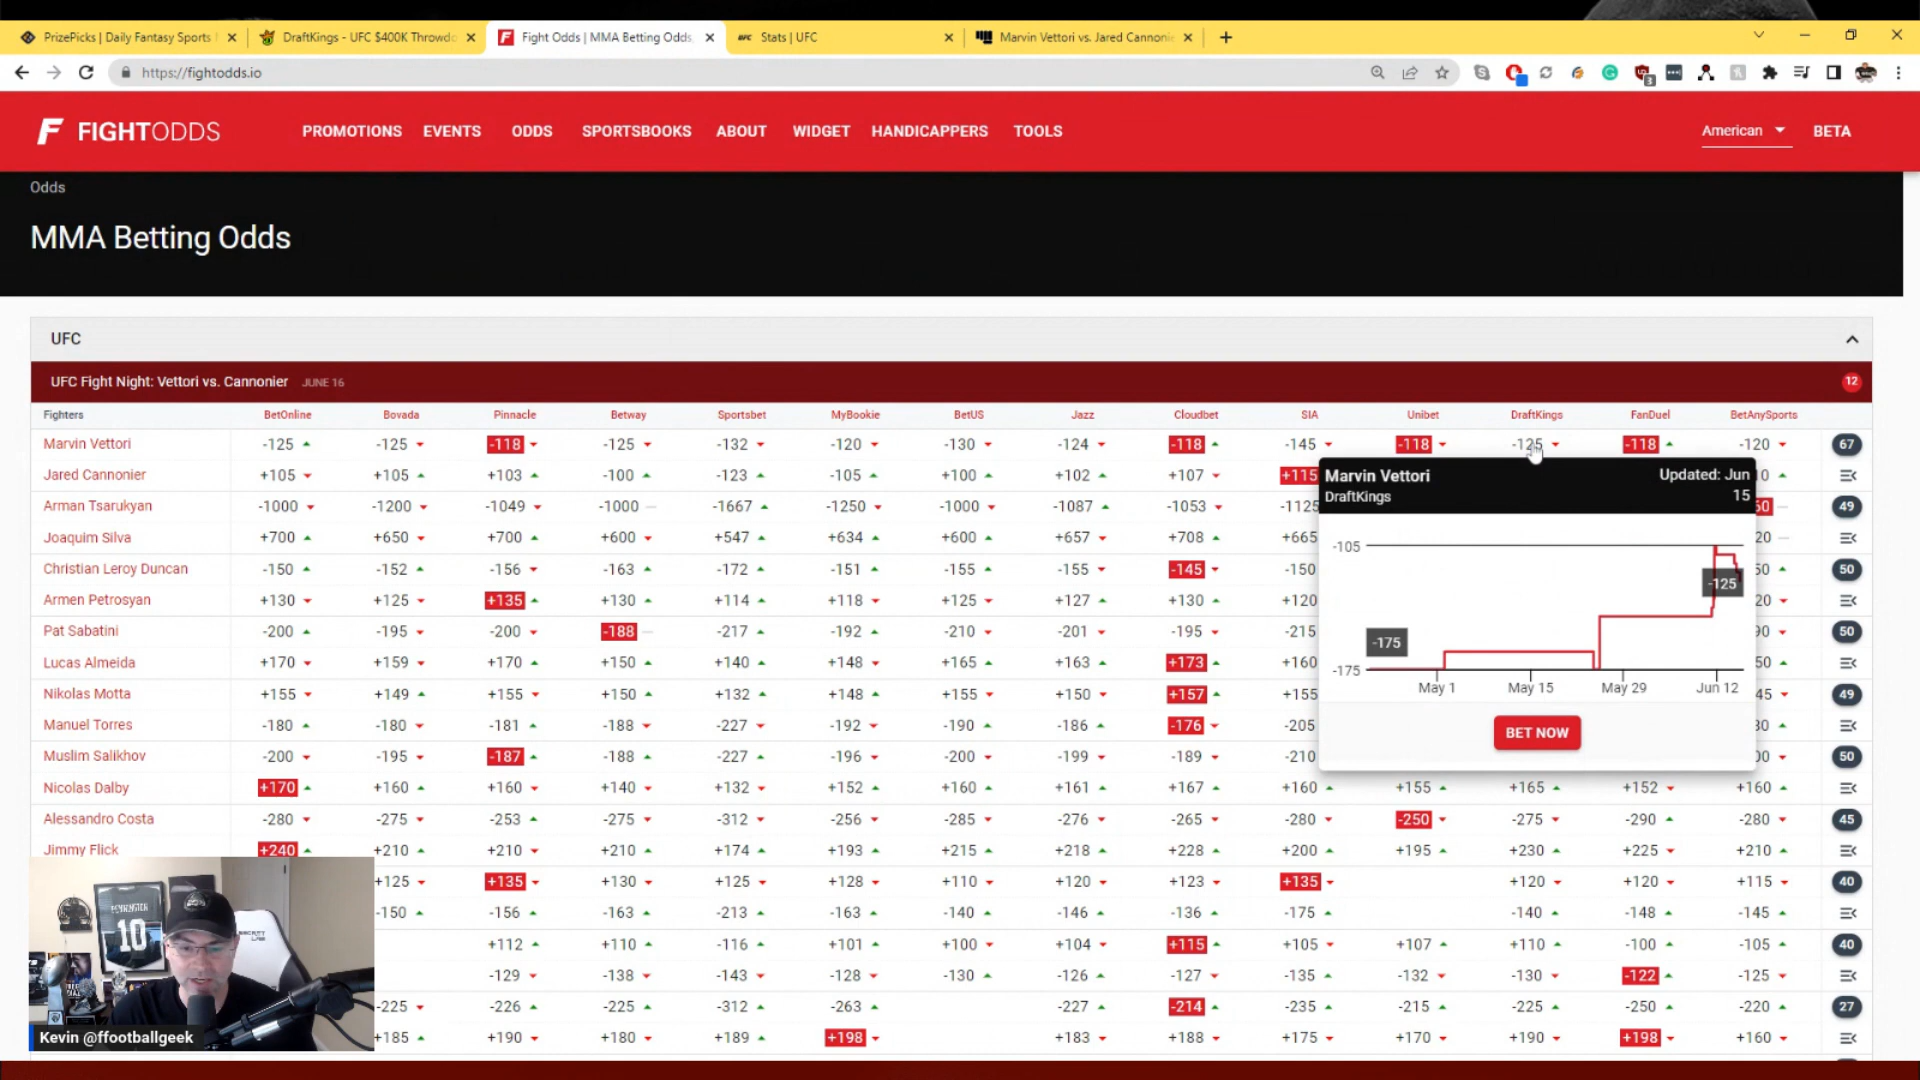 PrizePicks | Daily Fantasy Sports
DraftKings - UFC $400K Throwdo
Fight Odds | MMA Betting Odds,
Stats | UFC
Marvin Vettori vs. Jared Cannonie
https://fightodds.io
FIGHTODDS
PROMOTIONS EVENTS ODDS SPORTSBOOKS ABOUT WIDGET HANDICAPPERS TOOLS
American BETA
Odds
MMA Betting Odds
UFC
UFC Fight Night: Vettori vs. Cannonier JUNE 16 12
Fighters BetOnline Bovada Pinnacle Betway Sportsbet MyBookie BetUS Jazz Cloudbet SIA Unibet DraftKings FanDuel BetAnySports
Marvin Vettori -125 -125 -118 -125 -132 -120 -130 -124 -118 -145 -118 -125 -118 -120 67
Jared Cannonier +105 +105 +103 -100 -123 -105 +100 +102 +107 +115 0
Arman Tsarukyan -1000 -1200 -1049 -1000 -1667 -1250 -1000 -1087 -1053 -1125 50 49
Joaquim Silva +700 +650 +700 +600 +547 +634 +600 +657 +708 +665 20
Christian Leroy Duncan -150 -152 -156 -163 -172 -151 -155 -155 -145 -150 50 50
Armen Petrosyan +130 +125 +135 +130 +114 +118 +125 +127 +130 +120 20
Pat Sabatini -200 -195 -200 -188 -217 -192 -210 -201 -195 -215 90 50
Lucas Almeida +170 +159 +170 +150 +140 +148 +165 +163 +173 +160 50
Nikolas Motta +155 +149 +155 +150 +132 +148 +155 +150 +157 +155 45 49
Manuel Torres -180 -180 -181 -188 -227 -192 -190 -186 -176 -205 30
Muslim Salikhov -200 -195 -187 -188 -227 -196 -200 -199 -189 -210 00 50
Nicolas Dalby +170 +160 +160 +140 +132 +152 +160 +161 +167 +160 +155 +165 +152 +160
Alessandro Costa -280 -275 -253 -275 -312 -256 -285 -276 -265 -280 -250 -275 -290 -280 45
Jimmy Flick +240 +210 +210 +210 +174 +193 +215 +218 +228 +200 +195 +230 +225 +210
+125 +135 +130 +125 +128 +110 +120 +123 +135 +120 +120 +115 40
-150 -156 -163 -213 -163 -140 -146 -136 -175 -140 -148 -145
+112 +110 -116 +101 +100 +104 +115 +105 +107 +110 -100 -105 40
-129 -138 -143 -128 -130 -126 -127 -135 -132 -130 -122 -125
-225 -226 -225 -312 -263 -227 -214 -235 -215 -225 -250 -220 27
+185 +190 +180 +189 +198 +183 +188 +175 +170 +190 +198 +160
Marvin Vettori Updated: Jun
DraftKings 15
-105
-125
-175
-175
May 1 May 15 May 29 Jun 12
BET NOW
PENNINGTON
10
SECRET
LAB
Kevin @ffootballgeek